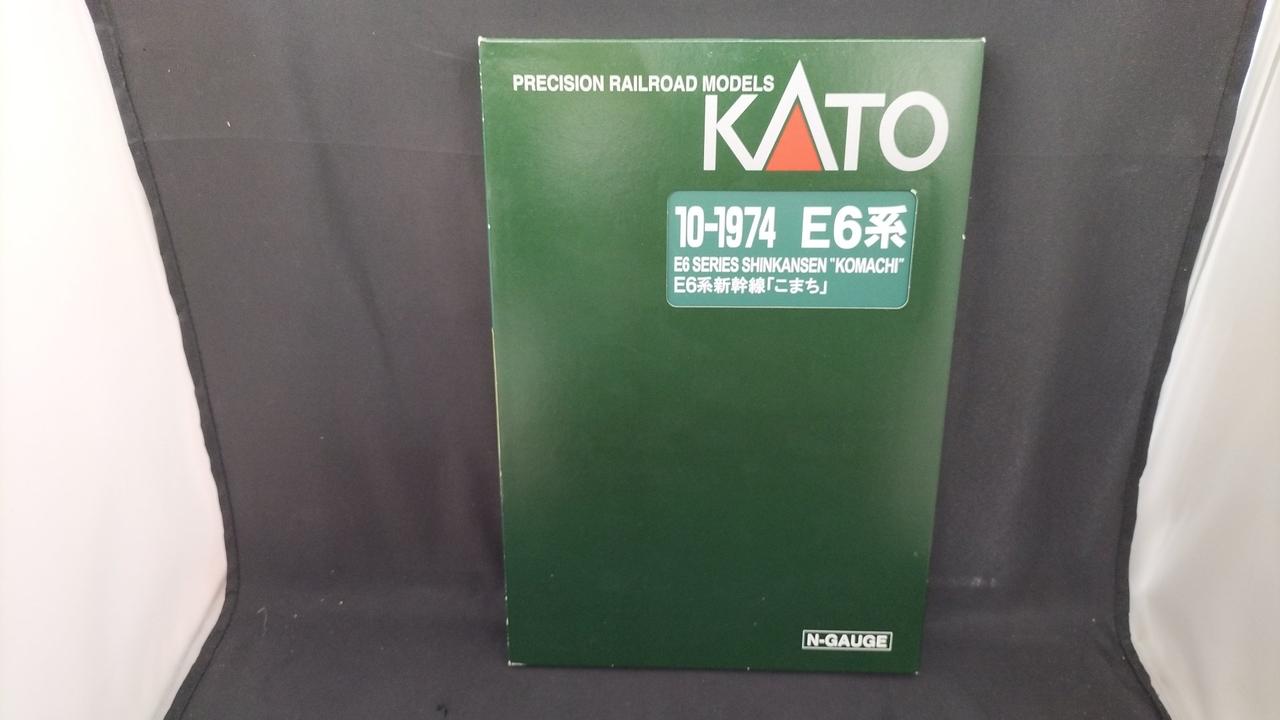 PRECISION RAILROAD MODELS
KATO
10-1974 E6系
E6 SERIES SHINKANSEN "KOMACHI"
E6系新幹線「こまち」
N-GAUGE